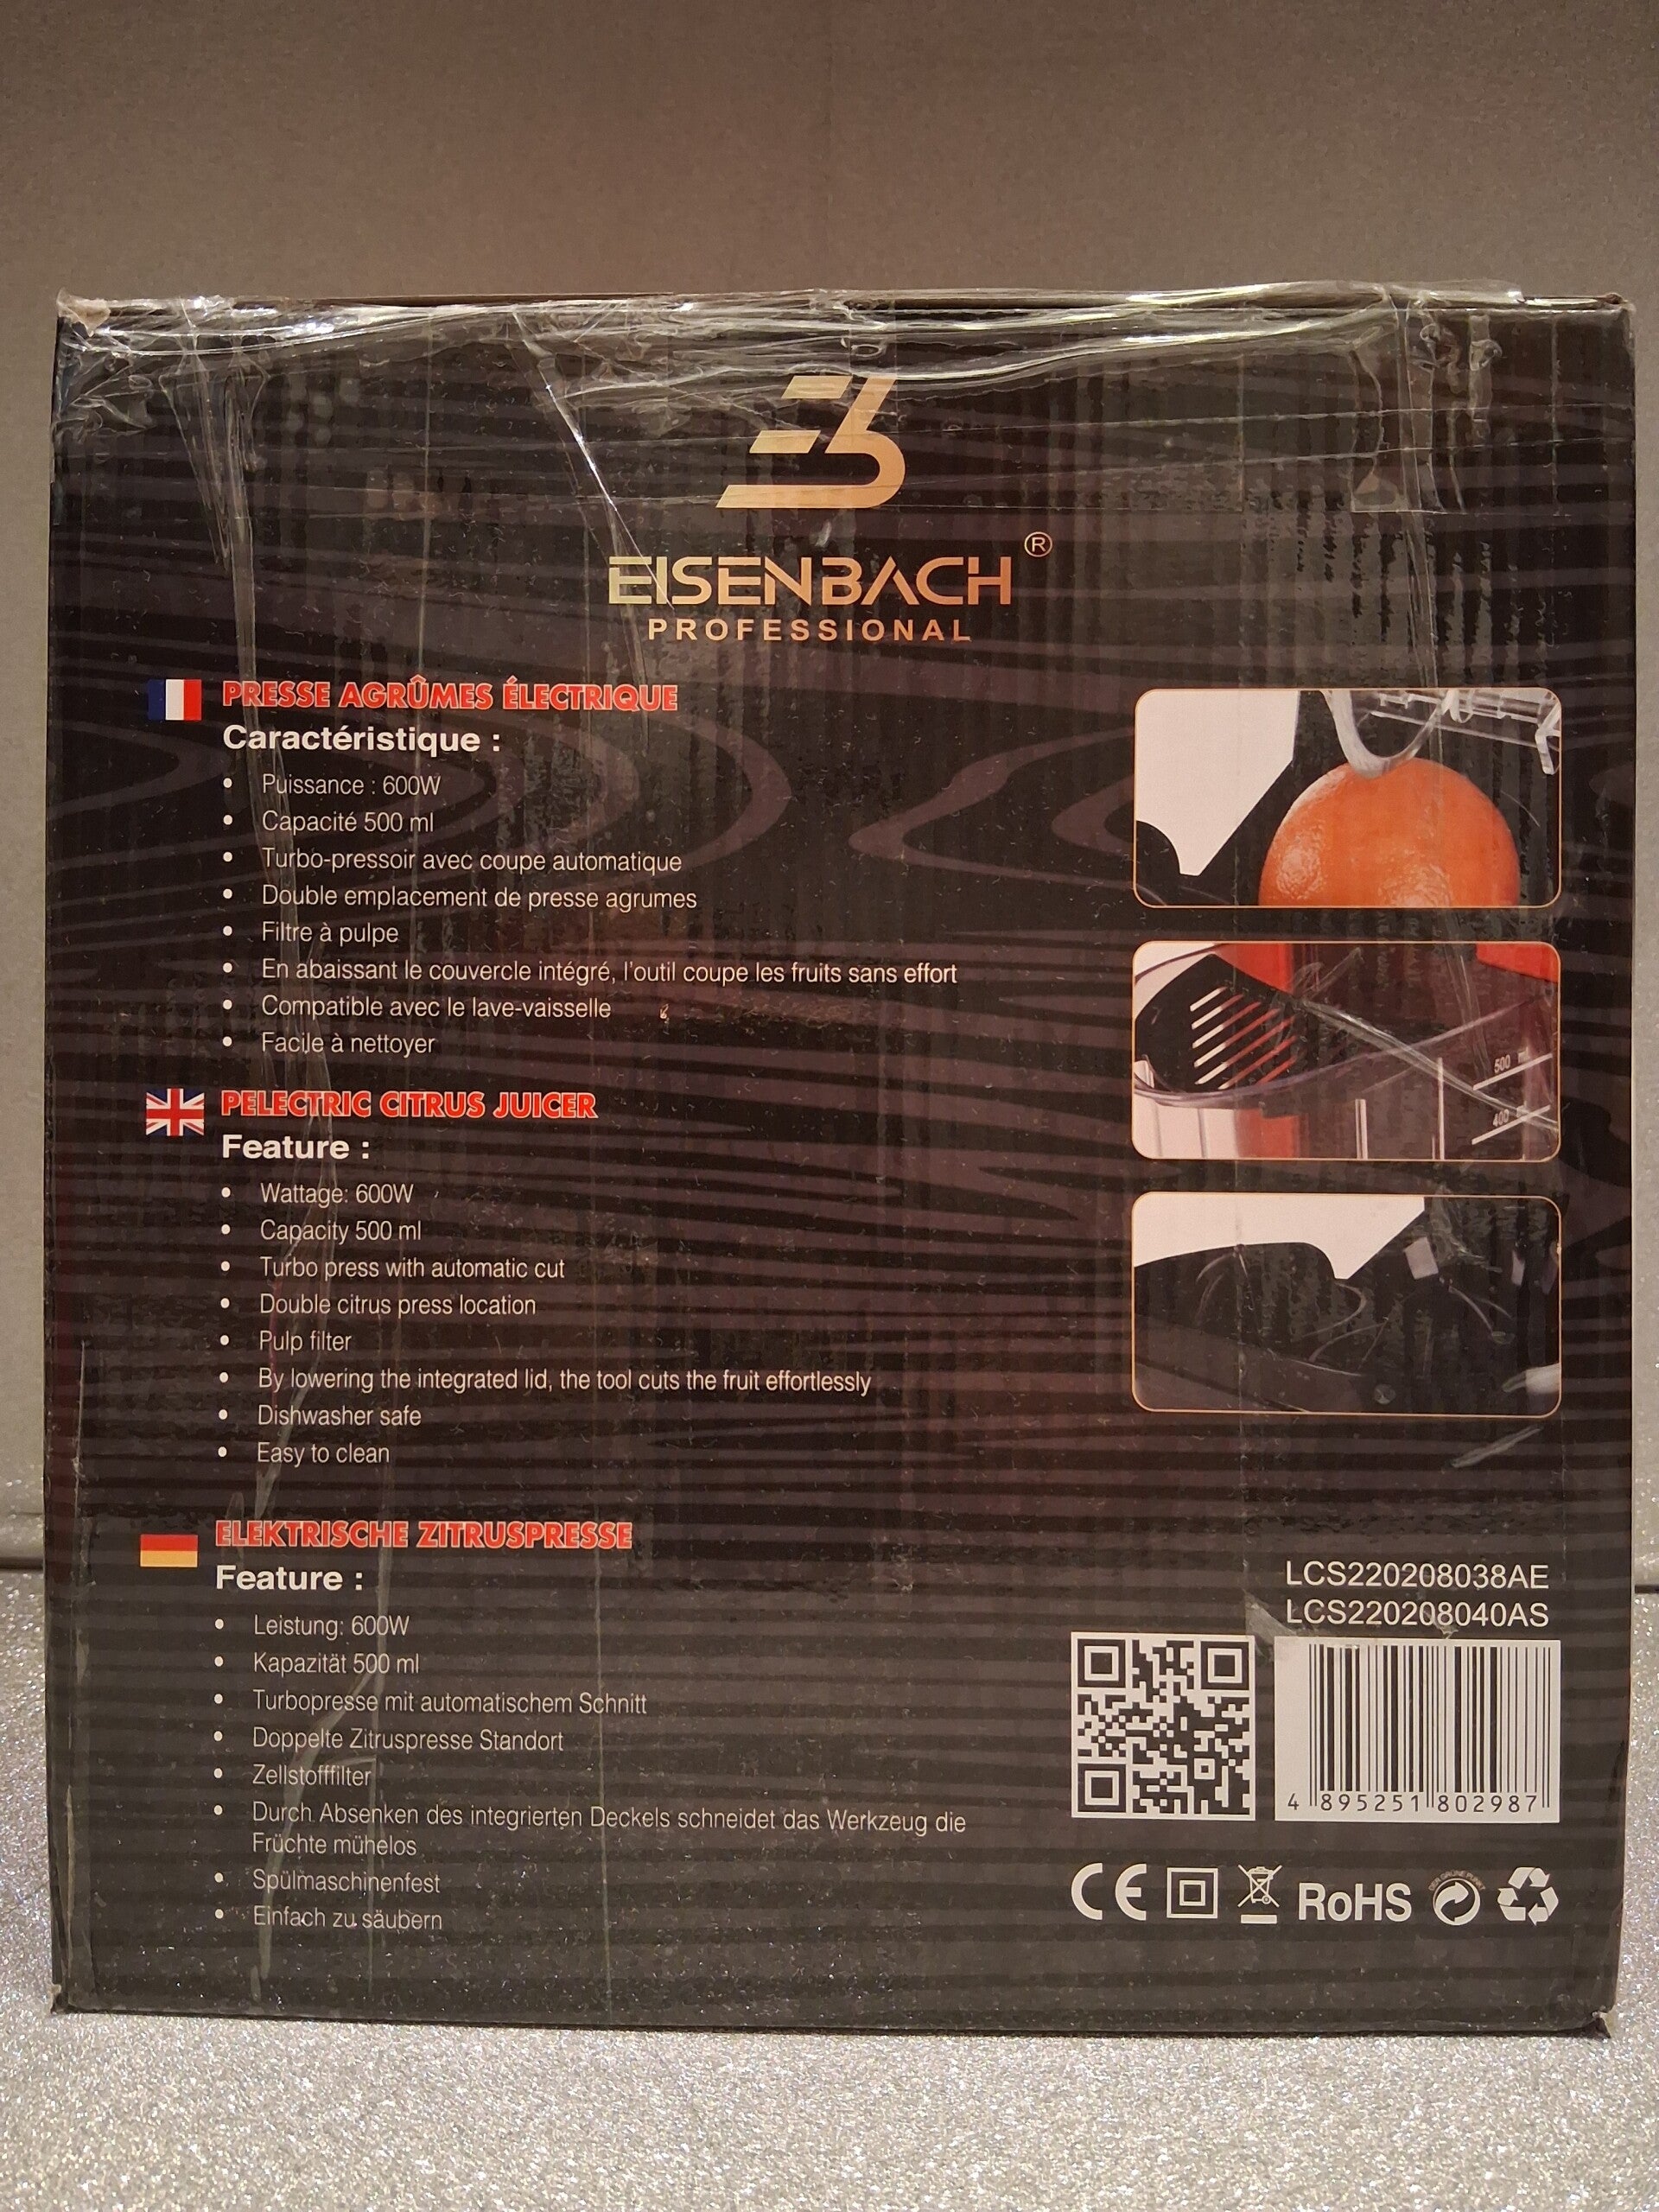 EISENBACH ®
PROFESSIONAL
PRESSE AGRÛMES ÉLECTRIQUE
Caractéristique :
• Puissance : 600W
• Capacité 500 ml
• Turbo-pressoir avec coupe automatique
• Double emplacement de presse agrumes
• Filtre à pulpe
• En abaissant le couvercle intégré, l'outil coupe les fruits sans effort
• Compatible avec le lave-vaisselle
• Facile à nettoyer
500 ml
400
PELECTRIC CITRUS JUICER
Feature :
• Wattage: 600W
• Capacity 500 ml
• Turbo press with automatic cut
• Double citrus press location
• Pulp filter
• By lowering the integrated lid, the tool cuts the fruit effortlessly
• Dishwasher safe
• Easy to clean
ELEKTRISCHE ZITRUSPRESSE
Feature :
• Leistung: 600W
• Kapazität 500 ml
• Turbopresse mit automatischem Schnitt
• Doppelte Zitruspresse Standort
• Zellstofffilter
• Durch Absenken des integrierten Deckels schneidet das Werkzeug die
Früchte mühelos
• Spülmaschinenfest
• Einfach zu säubern
LCS220208038AE
LCS220208040AS
4 895251 802987
CE
RoHS
DER GRÜNE PUNKT